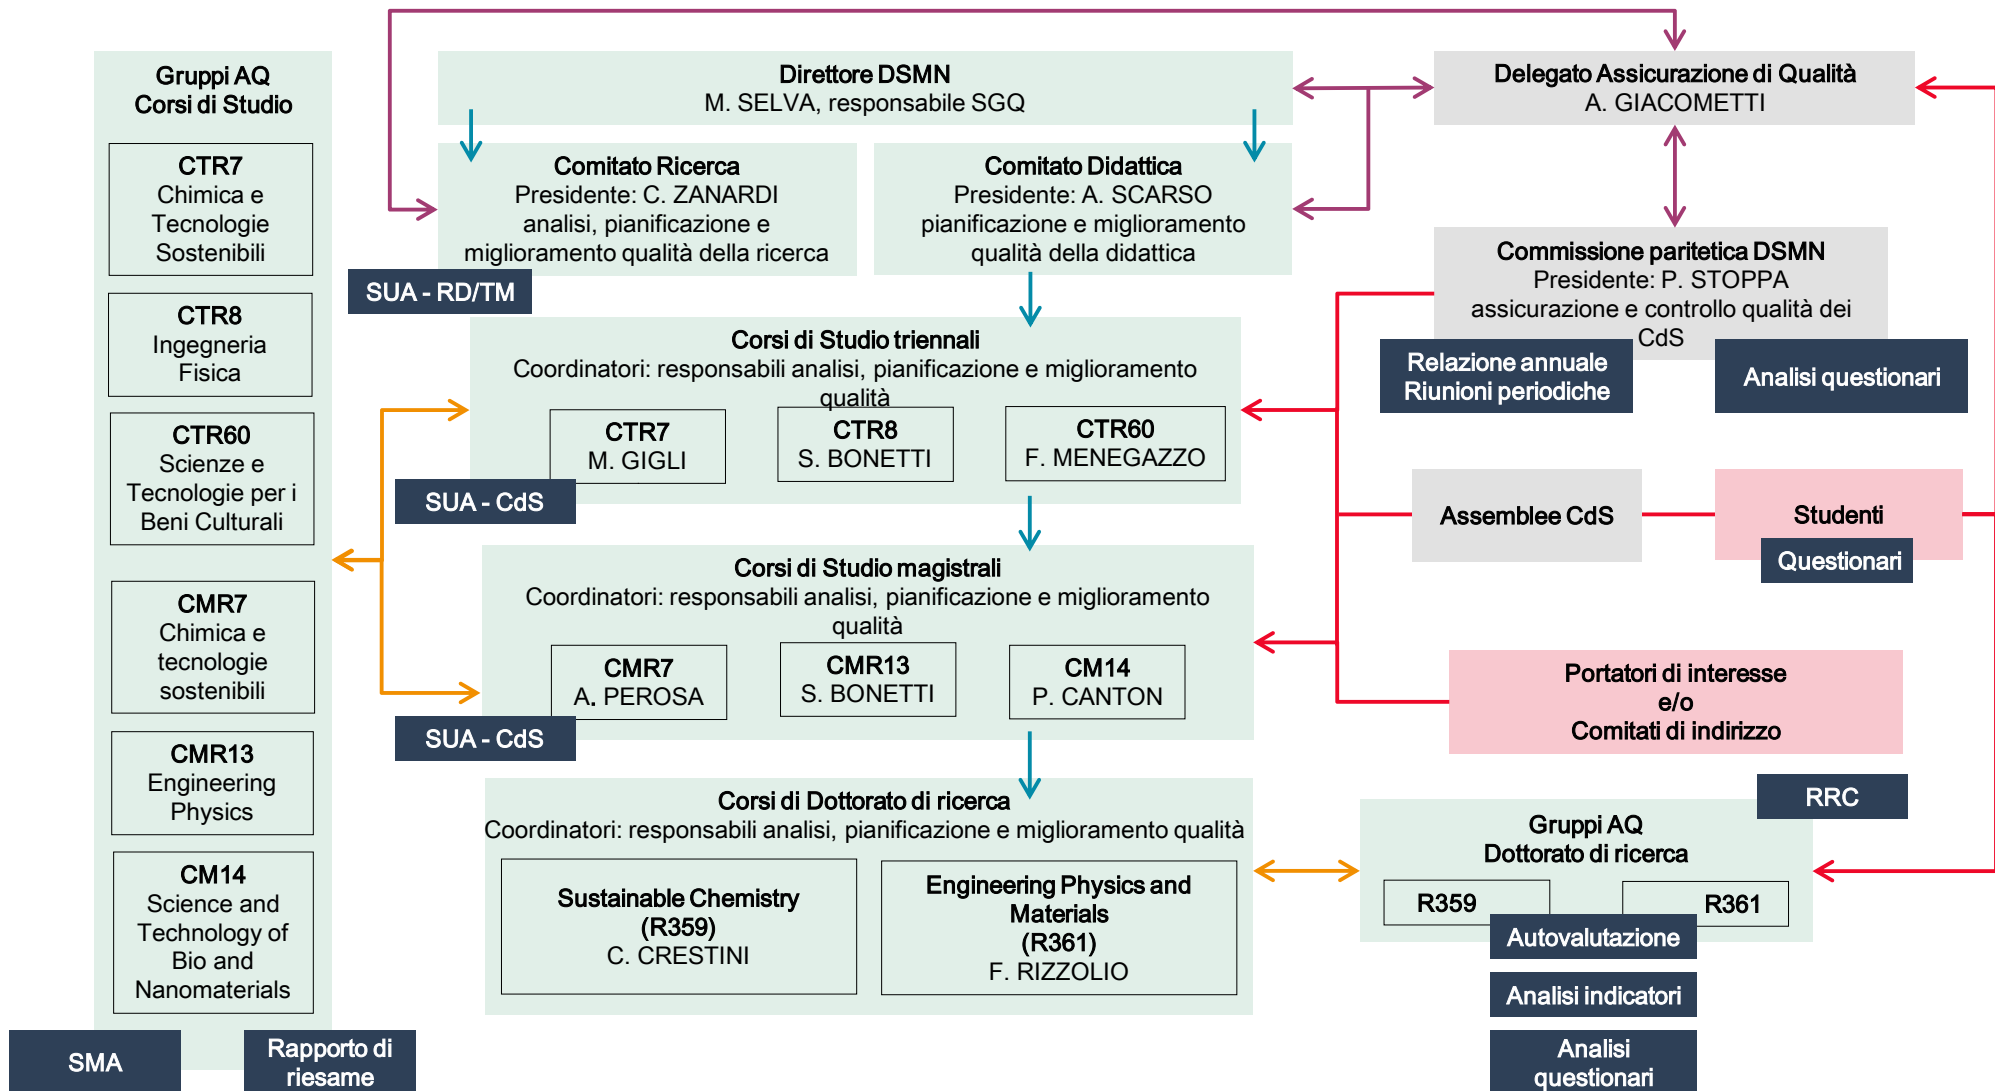 Gruppi AQ
Corsi di Studio
CTR7
Chimica e
Tecnologie
Sostenibili
CTR8
Ingegneria
Fisica
CTR60
Scienze e
Tecnologie per i
Beni Culturali
CMR7
Chimica e
tecnologie
sostenibili
CMR13
Engineering
Physics
CM14
Science and
Technology of
Bio and
Nanomaterials
SMA
Rapporto di
riesame
Direttore DSMN
M. SELVA, responsabile SGQ
Comitato Ricerca
Presidente: C. ZANARDI
analisi, pianificazione e
miglioramento qualità della ricerca
SUA - RD/TM
Comitato Didattica
Presidente: A. SCARSO
pianificazione e miglioramento
qualità della didattica
Corsi di Studio triennali
Coordinatori: responsabili analisi, pianificazione e miglioramento
qualità
CTR7
M. GIGLI
CTR8
S. BONETTI
CTR60
F. MENEGAZZO
SUA - CdS
Corsi di Studio magistrali
Coordinatori: responsabili analisi, pianificazione e miglioramento
qualità
CMR7
A. PEROSA
CMR13
S. BONETTI
CM14
P. CANTON
SUA - CdS
Corsi di Dottorato di ricerca
Coordinatori: responsabili analisi, pianificazione e miglioramento qualità
Sustainable Chemistry
(R359)
C. CRESTINI
Engineering Physics and
Materials
(R361)
F. RIZZOLIO
Delegato Assicurazione di Qualità
A. GIACOMETTI
Commissione paritetica DSMN
Presidente: P. STOPPA
assicurazione e controllo qualità dei
CdS
Relazione annuale
Riunioni periodiche
Analisi questionari
Assemblee CdS
Studenti
Questionari
Portatori di interesse
e/o
Comitati di indirizzo
RRC
Gruppi AQ
Dottorato di ricerca
R359
R361
Autovalutazione
Analisi indicatori
Analisi
questionari